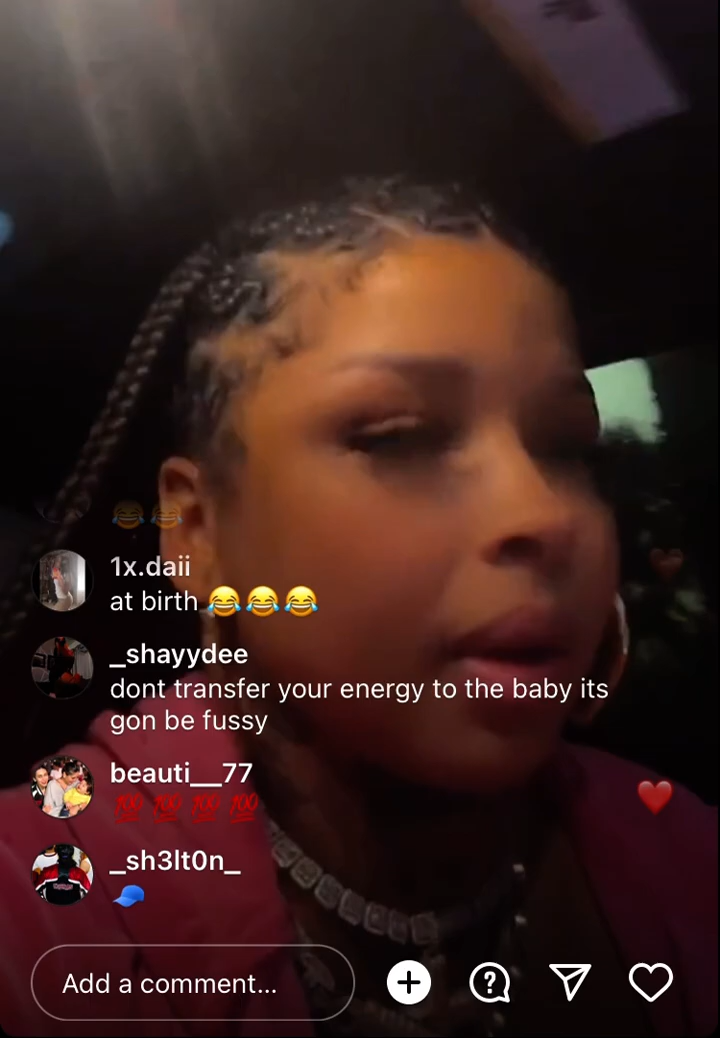 😂😂
1x.daii
at birth 😂😂😂
_shayydee
dont transfer your energy to the baby its
gon be fussy
beauti__77
💯 💯 💯 💯
_sh3lt0n_
🧢
Add a comment...